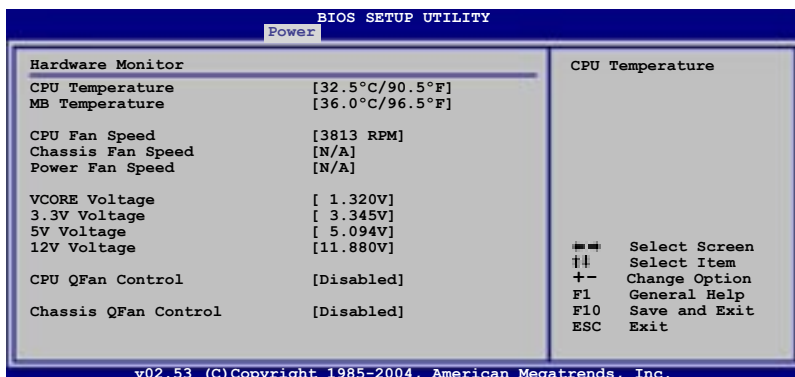 BIOS SETUP UTILITY
Power
Hardware Monitor
CPU Temperature [32.5°C/90.5°F]
MB Temperature [36.0°C/96.5°F]
CPU Fan Speed [3813 RPM]
Chassis Fan Speed [N/A]
Power Fan Speed [N/A]
VCORE Voltage [ 1.320V]
3.3V Voltage [ 3.345V]
5V Voltage [ 5.094V]
12V Voltage [11.880V]
CPU QFan Control [Disabled]
Chassis QFan Control [Disabled]
CPU Temperature
Select Screen
Select Item
+- Change Option
F1 General Help
F10 Save and Exit
ESC Exit
v02.53 (C)Copyright 1985-2004, American Megatrends, Inc.